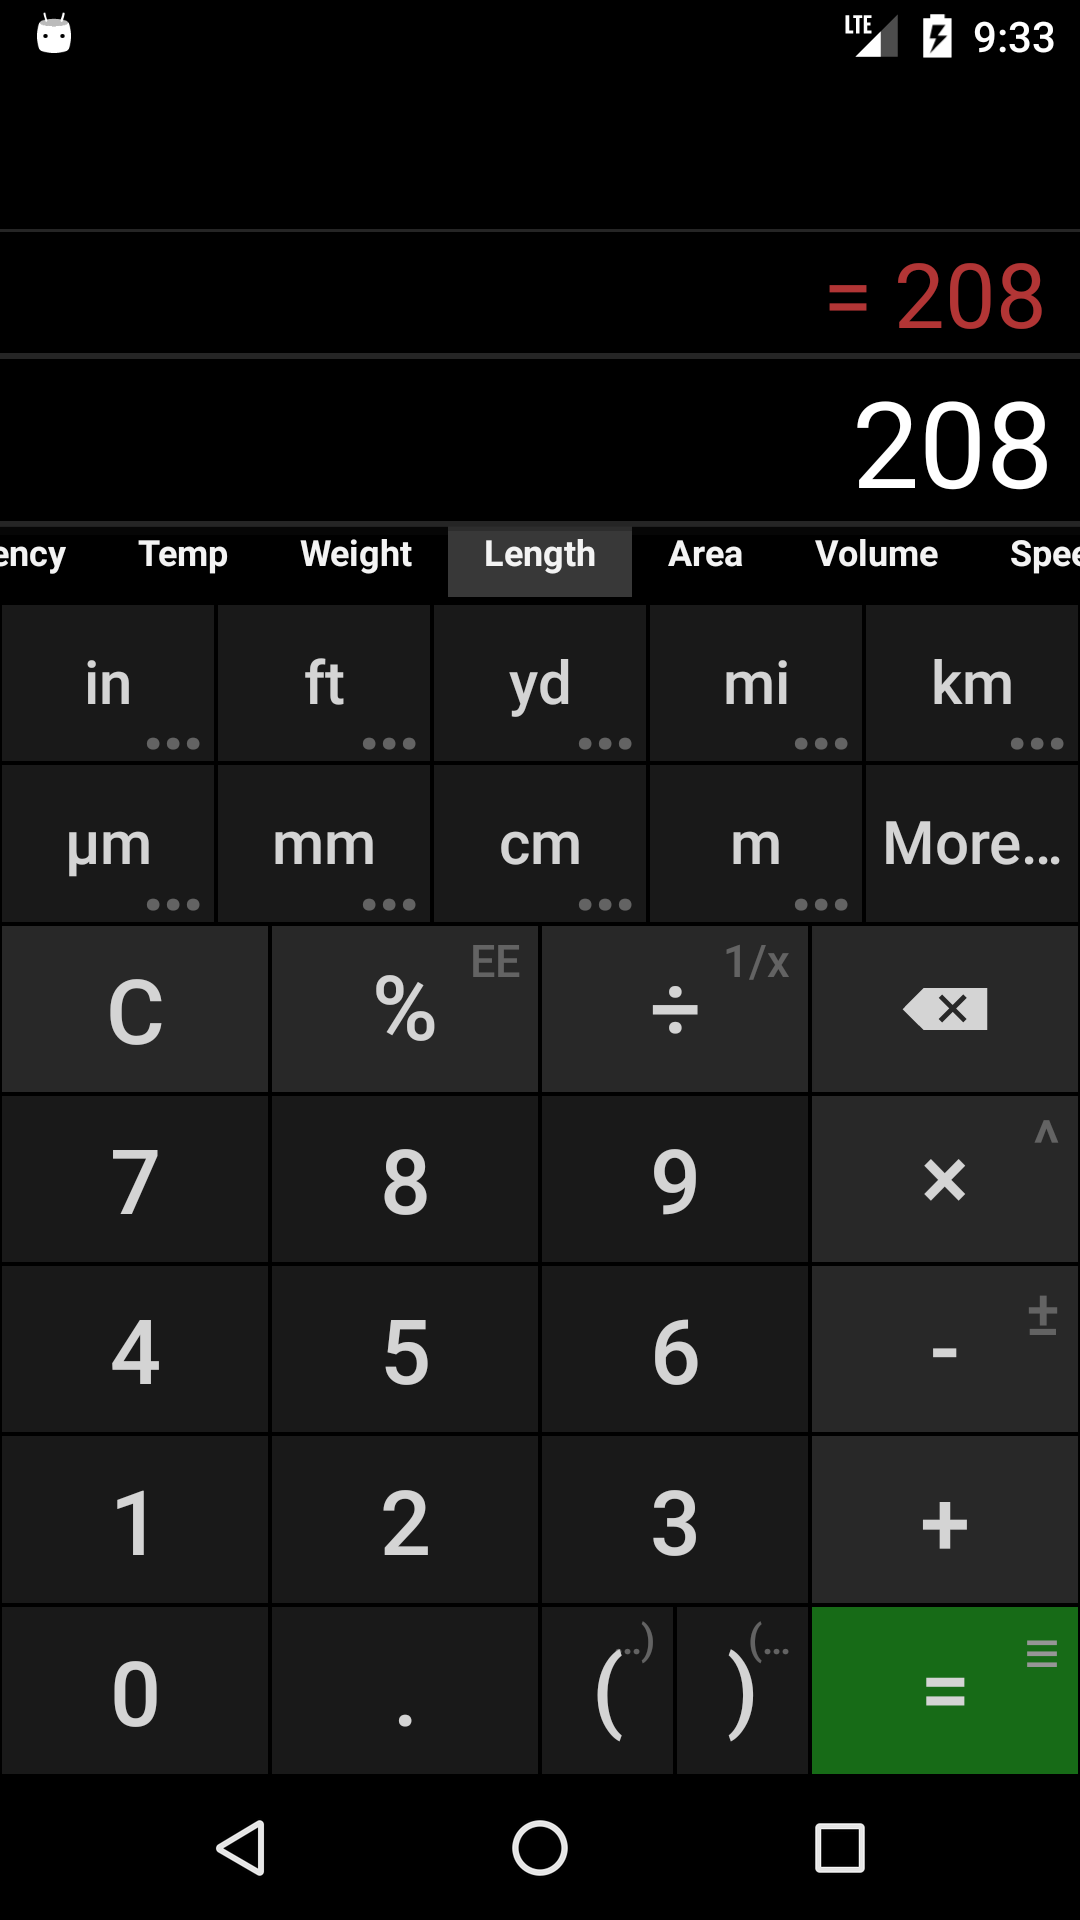 LTE 9:33
= 208
208
ency Temp Weight Length Area Volume Spee
in ft yd mi km
µm mm cm m More...
C % EE ÷ 1/x
7 8 9 × ^
4 5 6 - ±
1 2 3 +
0 . ( ..) ) (... =